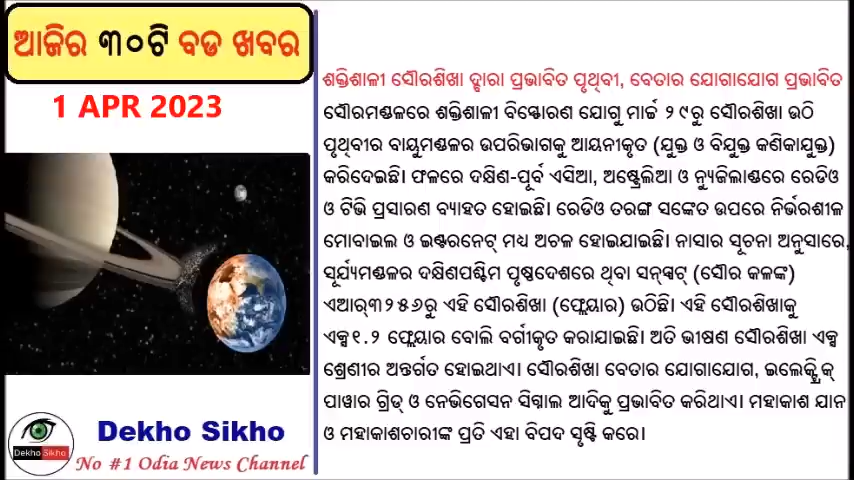 ଆଜିର ୩୦ଟି ବଡ ଖବର
1 APR 2023
ଶକ୍ତିଶାଳୀ ସୌରଶିଖା ଦ୍ବାରା ପ୍ରଭାବିତ ପୃଥିବୀ, ବେତାର ଯୋଗାଯୋଗ ପ୍ରଭାବିତ
ସୌରମଣ୍ଡଳରେ ଶକ୍ତିଶାଳୀ ବିସ୍ଫୋରଣ ଯୋଗୁ ମାର୍ଚ୍ଚ ୨୯ରୁ ସୌରଶିଖା ଉଠି
ପୃଥିବୀର ବାୟୁମଣ୍ଡଳର ଉପରିଭାଗକୁ ଆୟନୀକୃତ (ଯୁକ୍ତ ଓ ବିଯୁକ୍ତ କଣିକାଯୁକ୍ତ)
କରିଦେଇଛି। ଫଳରେ ଦକ୍ଷିଣ-ପୂର୍ବ ଏସିଆ, ଅଷ୍ଟ୍ରେଲିଆ ଓ ନ୍ୟୁଜିଲାଣ୍ଡରେ ରେଡିଓ
ଓ ଟିଭି ପ୍ରସାରଣ ବ୍ୟାହତ ହୋଇଛି। ରେଡିଓ ତରଙ୍ଗ ସଙ୍କେତ ଉପରେ ନିର୍ଭରଶୀଳ
ମୋବାଇଲ ଓ ଇଣ୍ଟରନେଟ୍ ମଧ୍ୟ ଅଚଳ ହୋଇଯାଇଛି। ନାସାର ସୂଚନା ଅନୁସାରେ,
ସୂର୍ଯ୍ୟମଣ୍ଡଳର ଦକ୍ଷିଣପଶ୍ଚିମ ପୃଷ୍ଠଦେଶରେ ଥିବା ସନ୍‌ସ୍ପଟ୍ (ସୌର କଳଙ୍କ)
ଏଆର୍‌୩୨୫୬ରୁ ଏହି ସୌରଶିଖା (ଫ୍ଲେୟାର) ଉଠିଛି। ଏହି ସୌରଶିଖାକୁ
ଏକ୍ସ୧.୨ ଫ୍ଲେୟାର ବୋଲି ବର୍ଗୀକୃତ କରାଯାଇଛି। ଅତି ଭୀଷଣ ସୌରଶିଖା ଏକ୍ସ
ଶ୍ରେଣୀର ଅନ୍ତର୍ଗତ ହୋଇଥାଏ। ସୌରଶିଖା ବେତାର ଯୋଗାଯୋଗ, ଇଲେକ୍ଟ୍ରିକ୍
ପାୱାର ଗ୍ରିଡ୍ ଓ ନେଭିଗେସନ ସିଗ୍ନାଲ ଆଦିକୁ ପ୍ରଭାବିତ କରିଥାଏ। ମହାକାଶ ଯାନ
ଓ ମହାକାଶଚାରୀଙ୍କ ପ୍ରତି ଏହା ବିପଦ ସୃଷ୍ଟି କରେ।
Dekho Sikho
Dekho Sikho
No #1 Odia News Channel